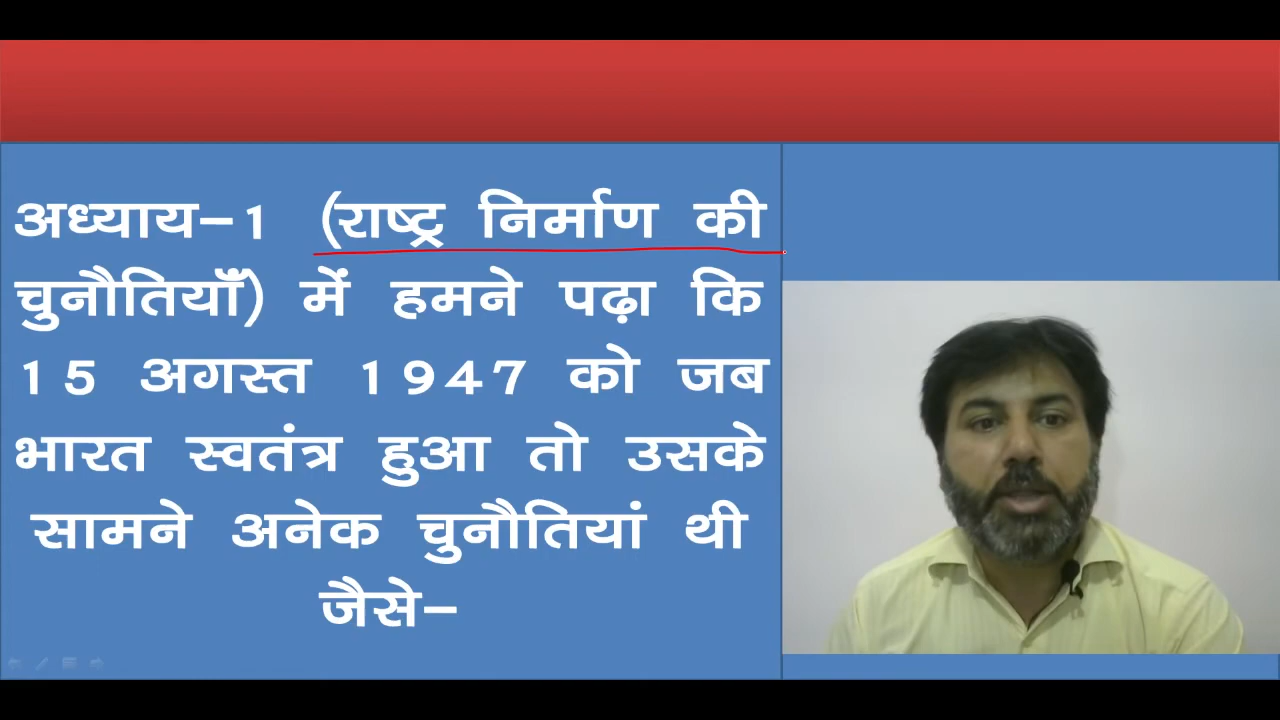 अध्याय-1 (राष्ट्र निर्माण की
चुनौतियाँ) में हमने पढ़ा कि
15 अगस्त 1947 को जब
भारत स्वतंत्र हुआ तो उसके
सामने अनेक चुनौतियां थी
जैसे-